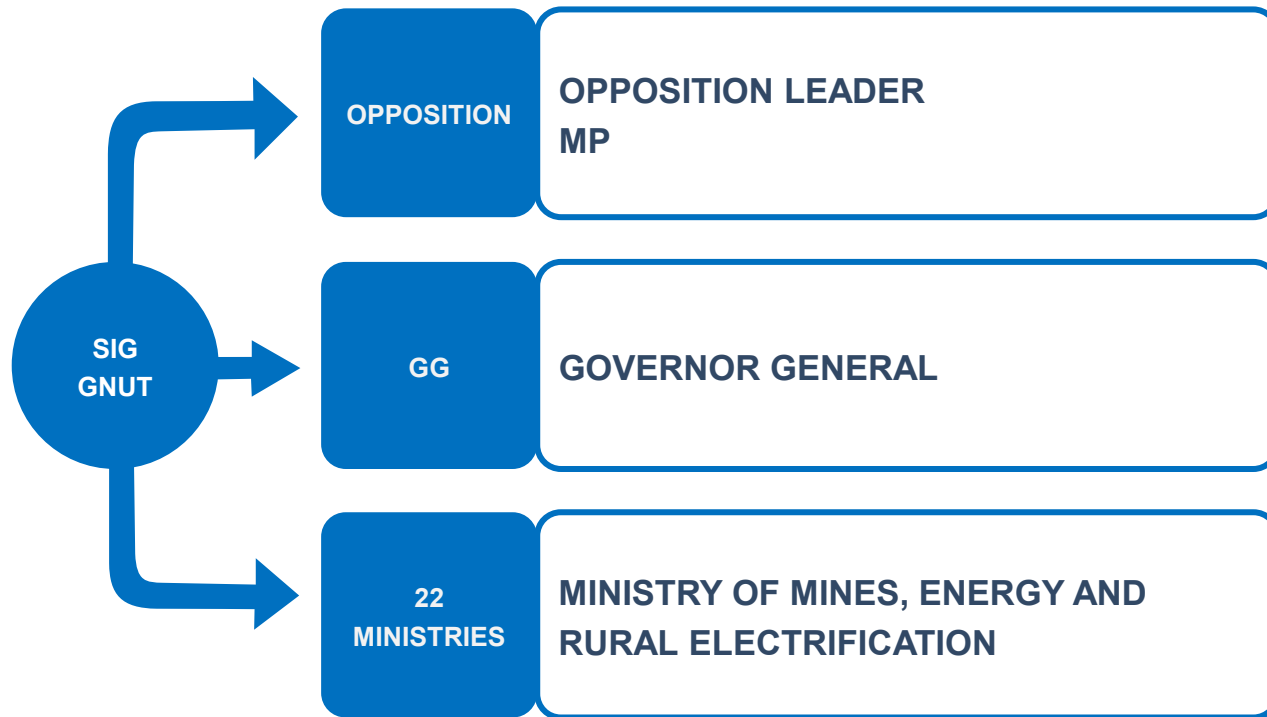 OPPOSITION
OPPOSITION LEADER
MP
SIG
GNUT
GG
GOVERNOR GENERAL
22
MINISTRIES
MINISTRY OF MINES, ENERGY AND
RURAL ELECTRIFICATION